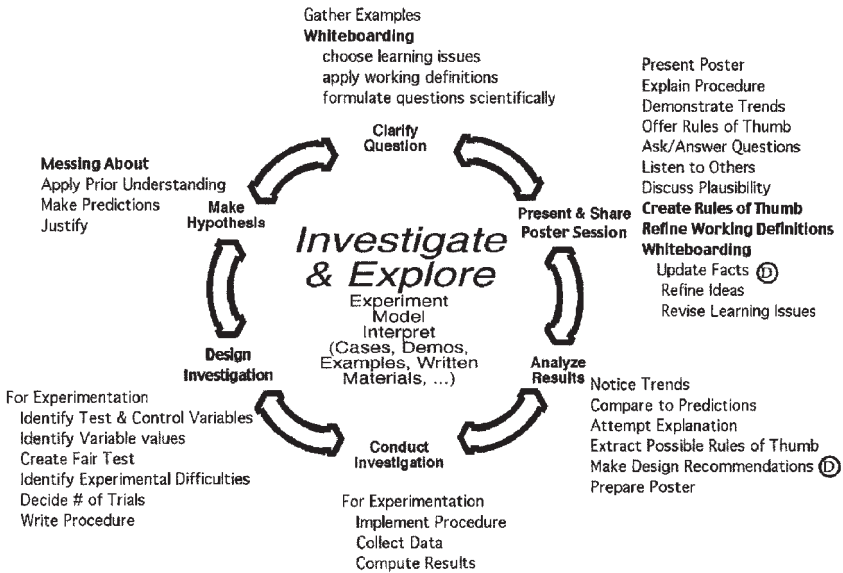 Gather Examples
Whiteboarding
choose learning issues
apply working definitions
formulate questions scientifically
Clarify
Question
Present Poster
Explain Procedure
Demonstrate Trends
Offer Rules of Thumb
Ask/Answer Questions
Listen to Others
Discuss Plausibility
Create Rules of Thumb
Refine Working Definitions
Whiteboarding
Update Facts D
Refine Ideas
Revise Learning Issues
Present & Share
Poster Session
Messing About
Apply Prior Understanding
Make Predictions
Justify
Make
Hypothesis
Investigate
& Explore
Experiment
Model
Interpret
(Cases, Demos,
Examples, Written
Materials, ...)
Design
Investigation
For Experimentation
Identify Test & Control Variables
Identify Variable values
Create Fair Test
Identify Experimental Difficulties
Decide # of Trials
Write Procedure
Conduct
Investigation
For Experimentation
Implement Procedure
Collect Data
Compute Results
Analyze
Results
Notice Trends
Compare to Predictions
Attempt Explanation
Extract Possible Rules of Thumb
Make Design Recommendations D
Prepare Poster